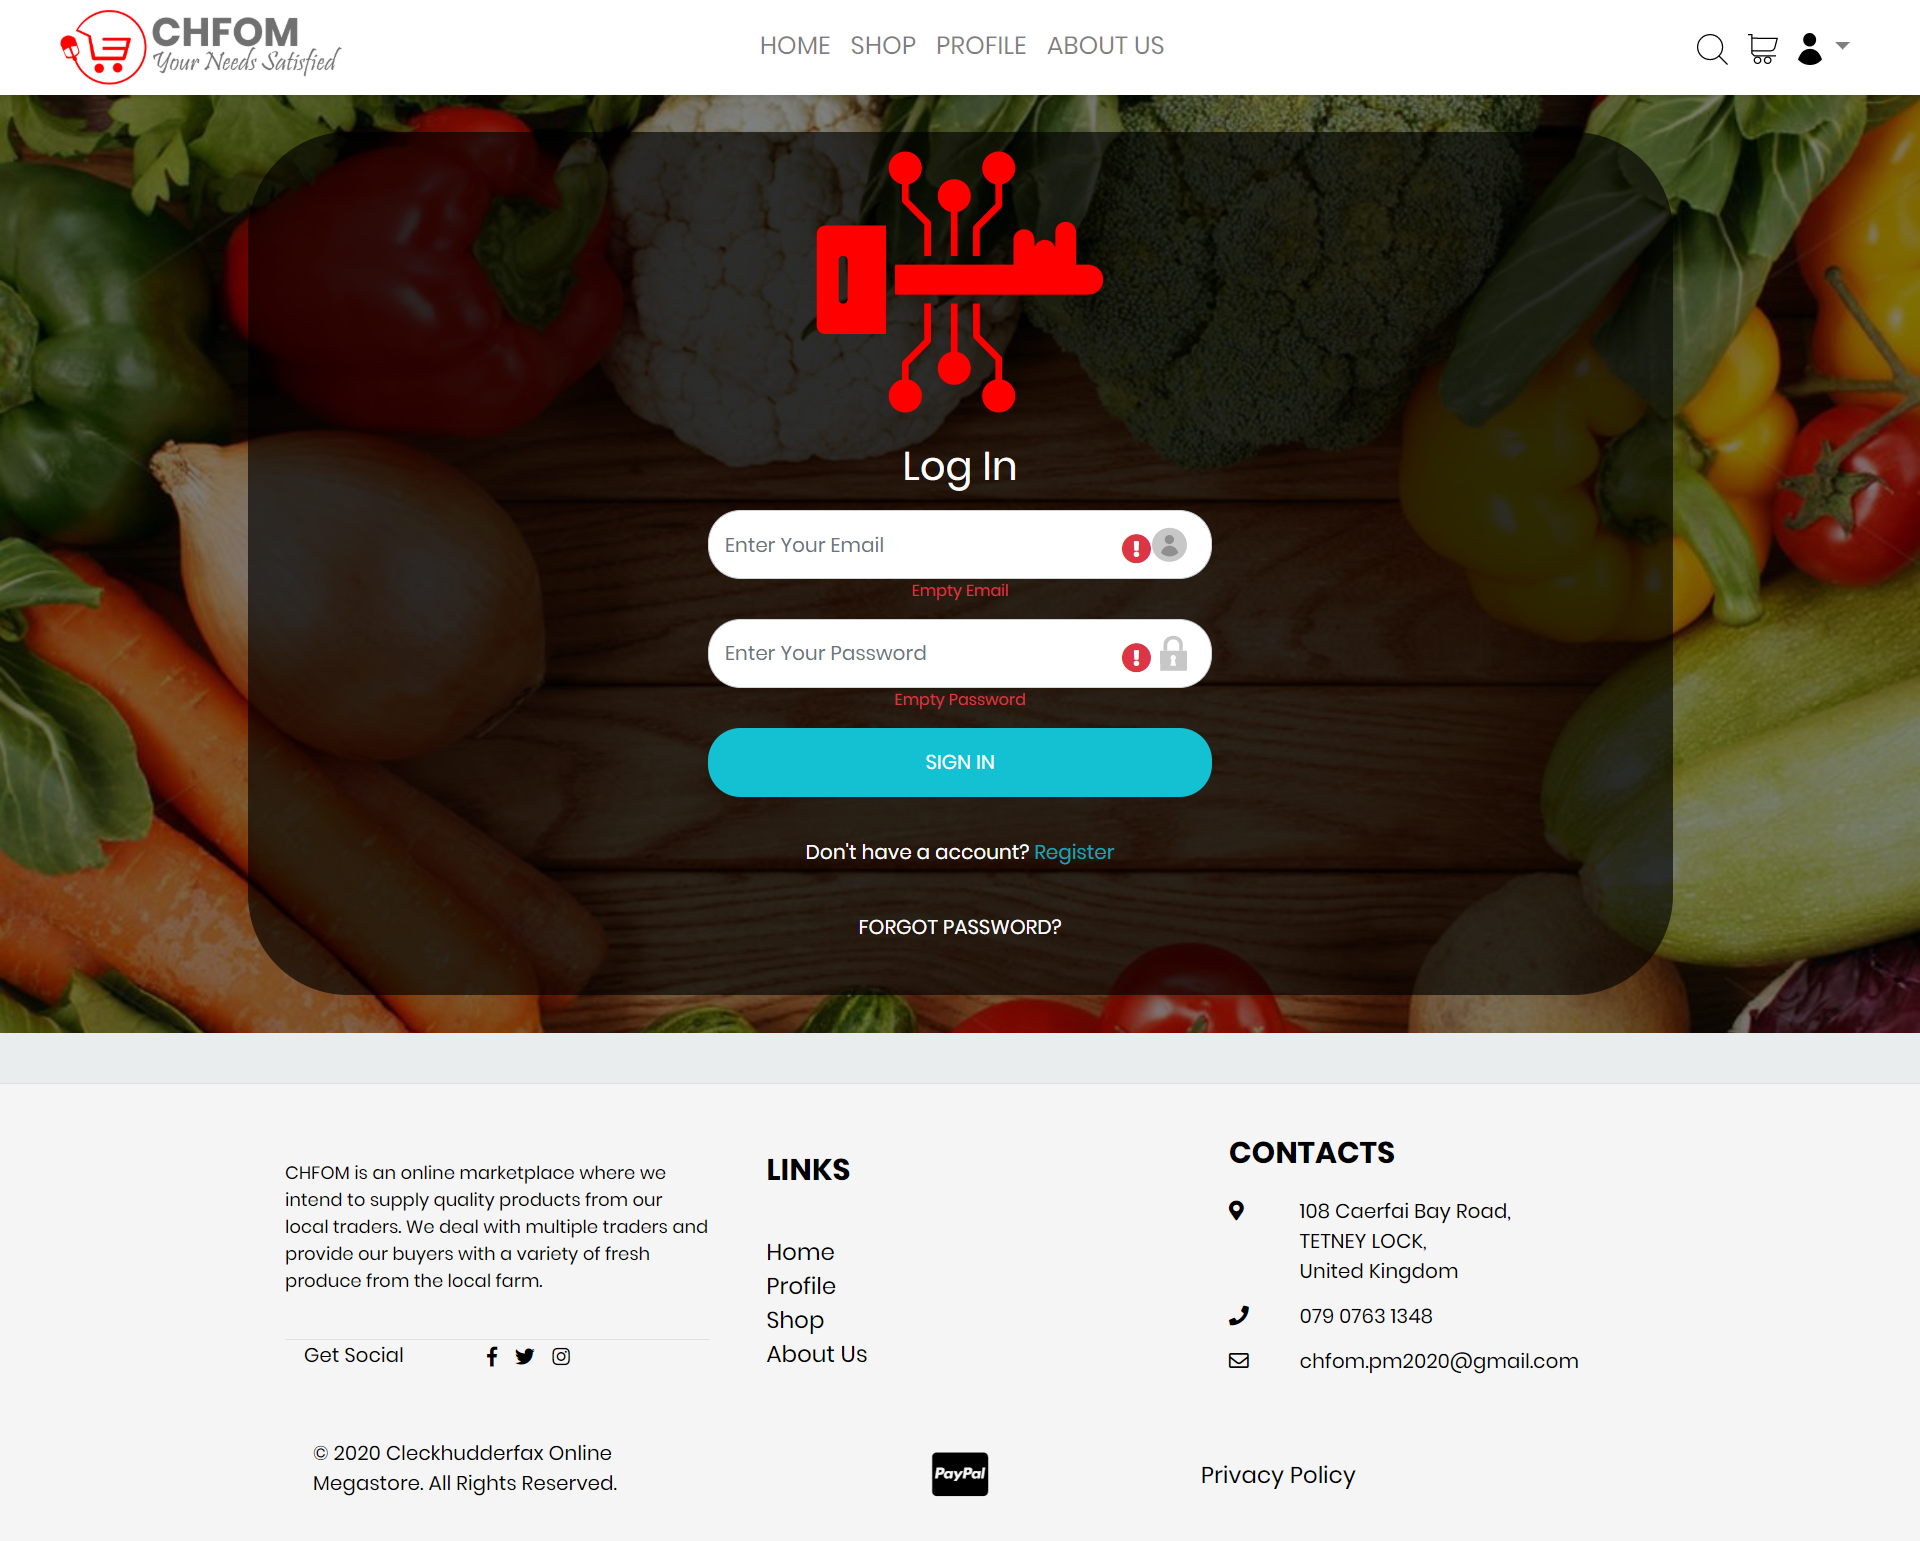 CHFOM
Your Needs Satisfied
HOME SHOP PROFILE ABOUT US
Log In
Enter Your Email
Empty Email
Enter Your Password
Empty Password
SIGN IN
Don't have a account? Register
FORGOT PASSWORD?
CHFOM is an online marketplace where we
intend to supply quality products from our
local traders. We deal with multiple traders and
provide our buyers with a variety of fresh
produce from the local farm.
Get Social
LINKS
Home
Profile
Shop
About Us
CONTACTS
108 Caerfai Bay Road,
TETNEY LOCK,
United Kingdom
079 0763 1348
chfom.pm2020@gmail.com
© 2020 Cleckhudderfax Online
Megastore. All Rights Reserved.
PayPal
Privacy Policy